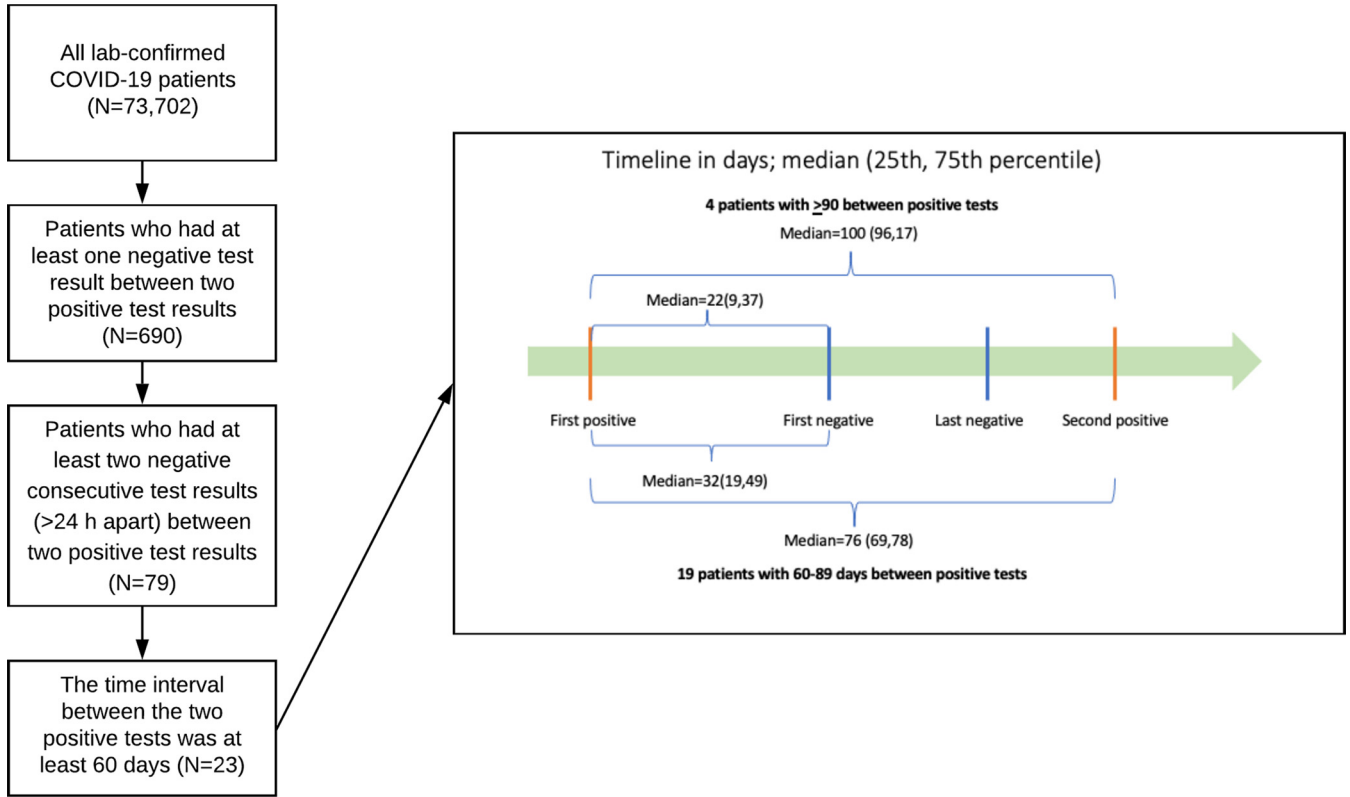 All lab-confirmed
COVID-19 patients
(N=73,702)
Patients who had at
least one negative test
result between two
positive test results
(N=690)
Patients who had at
least two negative
consecutive test results
(>24 h apart) between
two positive test results
(N=79)
The time interval
between the two
positive tests was at
least 60 days (N=23)
Timeline in days; median (25th, 75th percentile)
4 patients with ≥90 between positive tests
Median=100 (96,17)
Median=22(9,37)
First positive
First negative
Last negative
Second positive
Median=32(19,49)
Median=76 (69,78)
19 patients with 60-89 days between positive tests